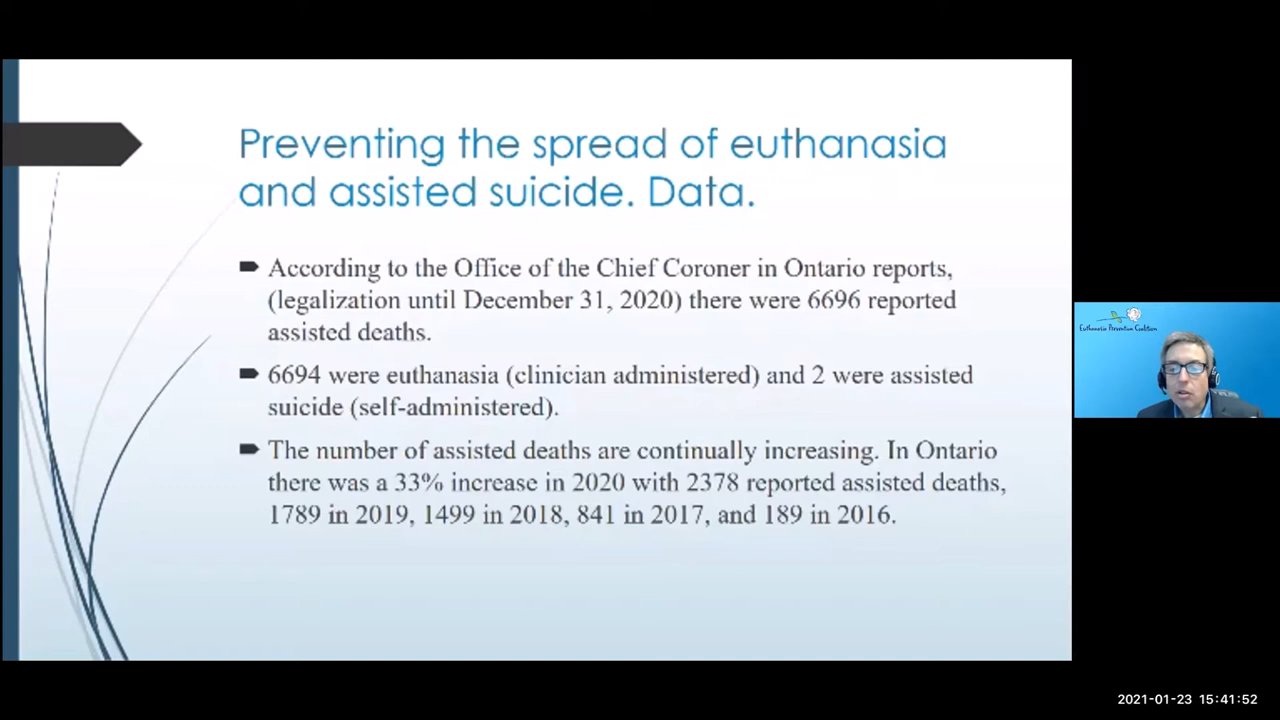 Preventing the spread of euthanasia
and assisted suicide. Data.
According to the Office of the Chief Coroner in Ontario reports,
(legalization until December 31, 2020) there were 6696 reported
assisted deaths.
6694 were euthanasia (clinician administered) and 2 were assisted
suicide (self-administered).
The number of assisted deaths are continually increasing. In Ontario
there was a 33% increase in 2020 with 2378 reported assisted deaths,
1789 in 2019, 1499 in 2018, 841 in 2017, and 189 in 2016.
Euthanasia Prevention Coalition
2021-01-23 15:41:52